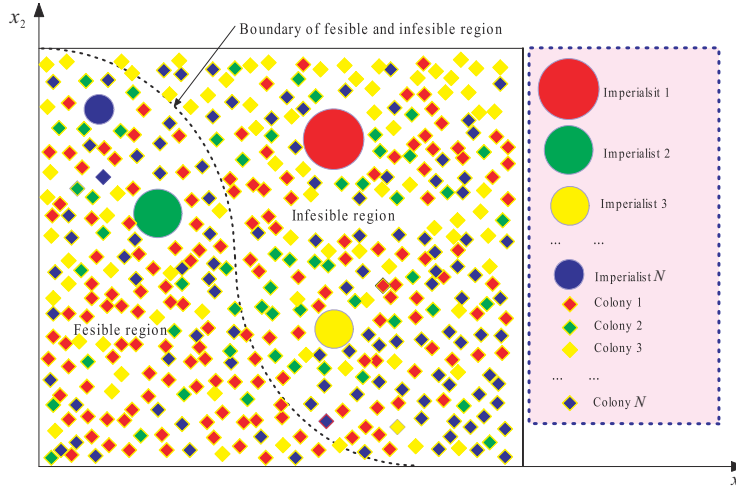 x2
Boundary of fesible and infesible region
Imperialsit 1
Imperialist 2
Imperialist 3
... ...
Imperialist N
Colony 1
Colony 2
Colony 3
... ...
Colony N
Infesible region
Fesible region
x